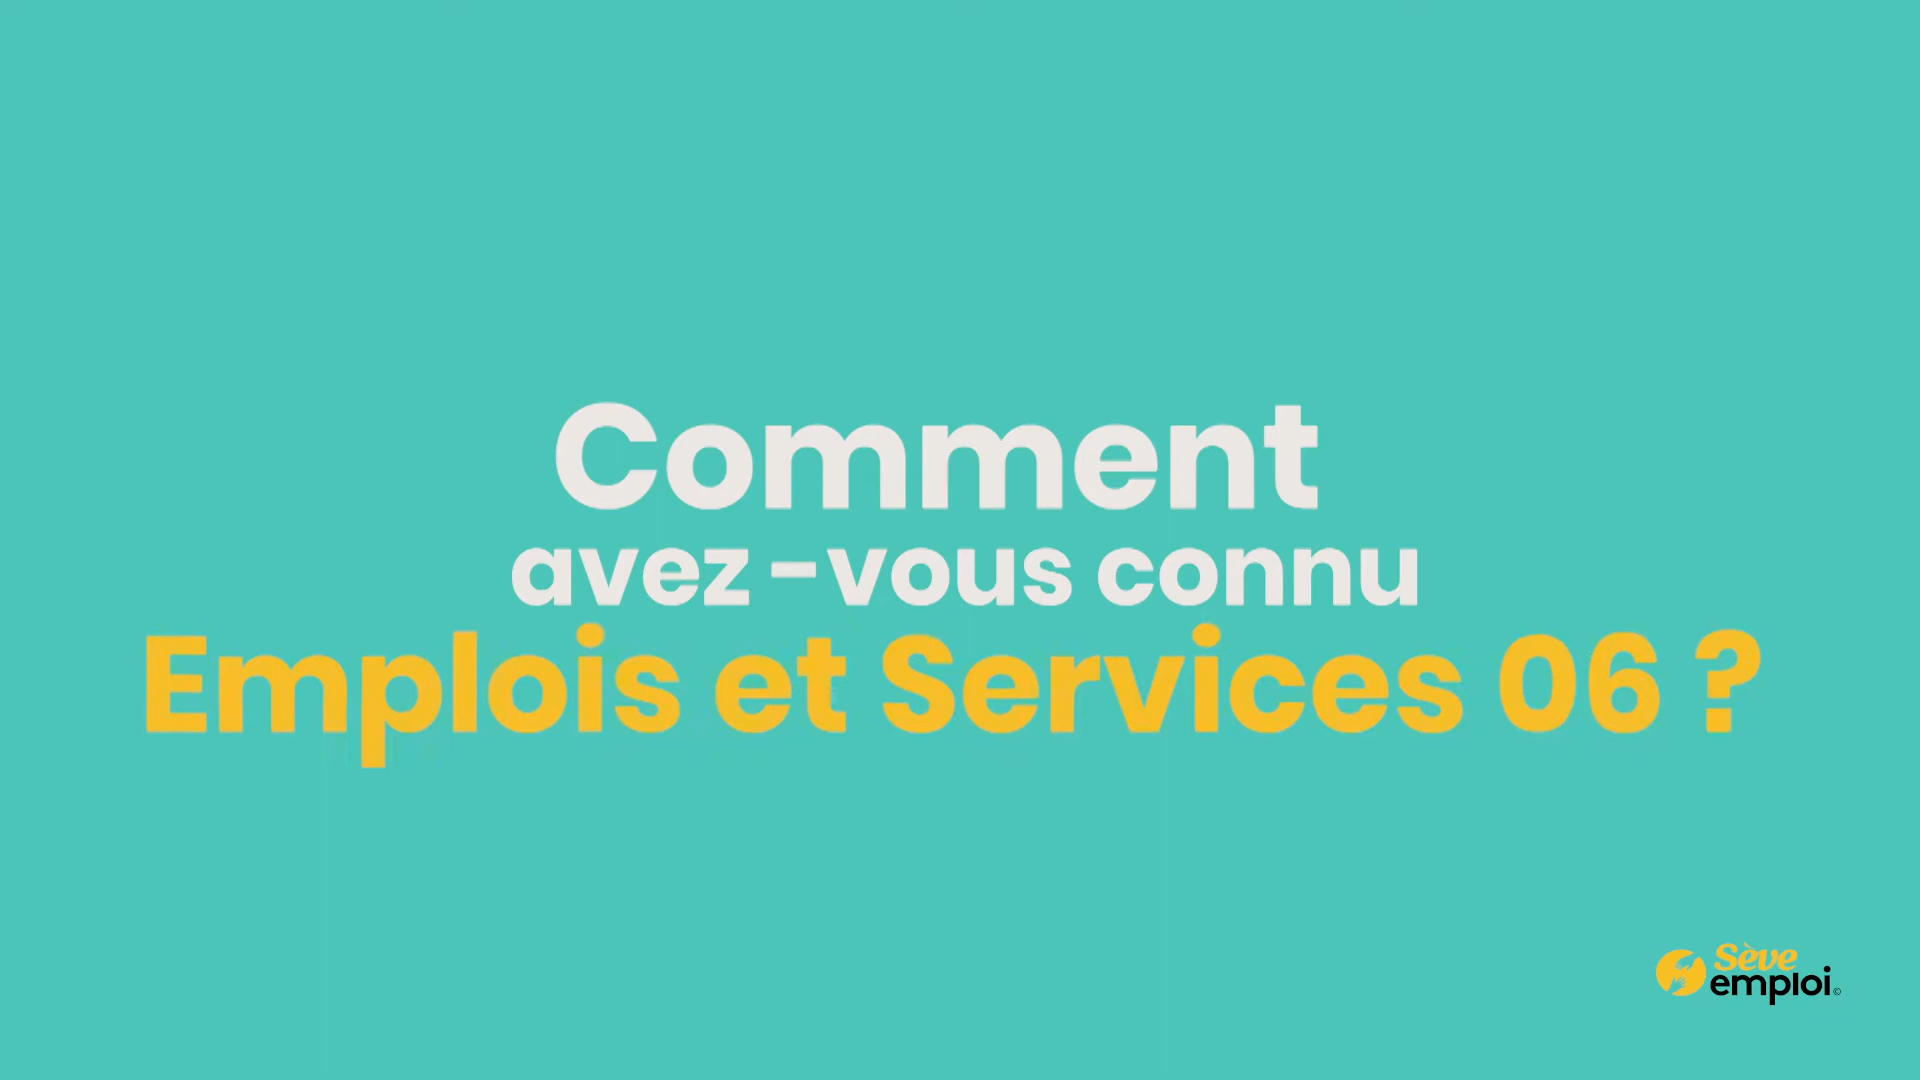 Comment
avez-vous connu
Emplois et Services 06 ?
Sève
emploi©